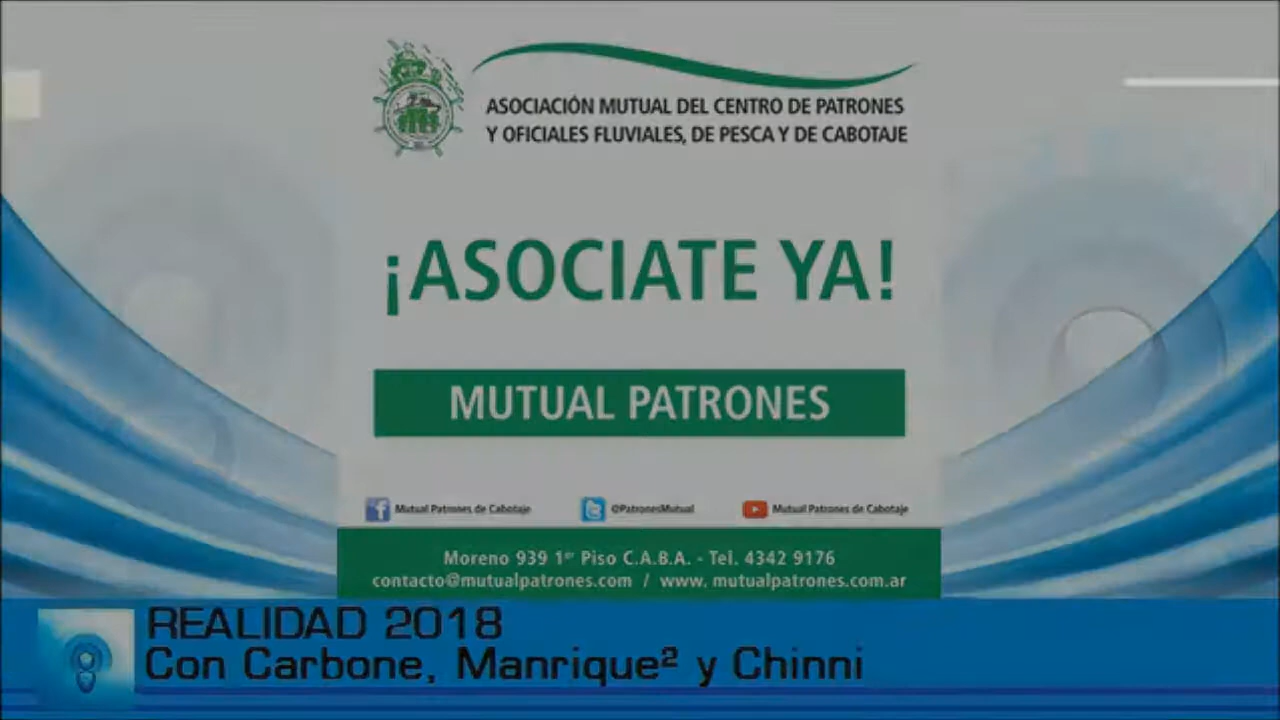 ASOCIACIÓN MUTUAL DEL CENTRO DE PATRONES
Y OFICIALES FLUVIALES, DE PESCA Y DE CABOTAJE
¡ASOCIATE YA!
MUTUAL PATRONES
Mutual Patrones de Cabotaje
@PatronesMutual
Mutual Patrones de Cabotaje
Moreno 939 1er Piso C.A.B.A. - Tel. 4342 9176
contacto@mutualpatrones.com / www. mutualpatrones.com.ar
REALIDAD 2018
Con Carbone, Manrique² y Chinni